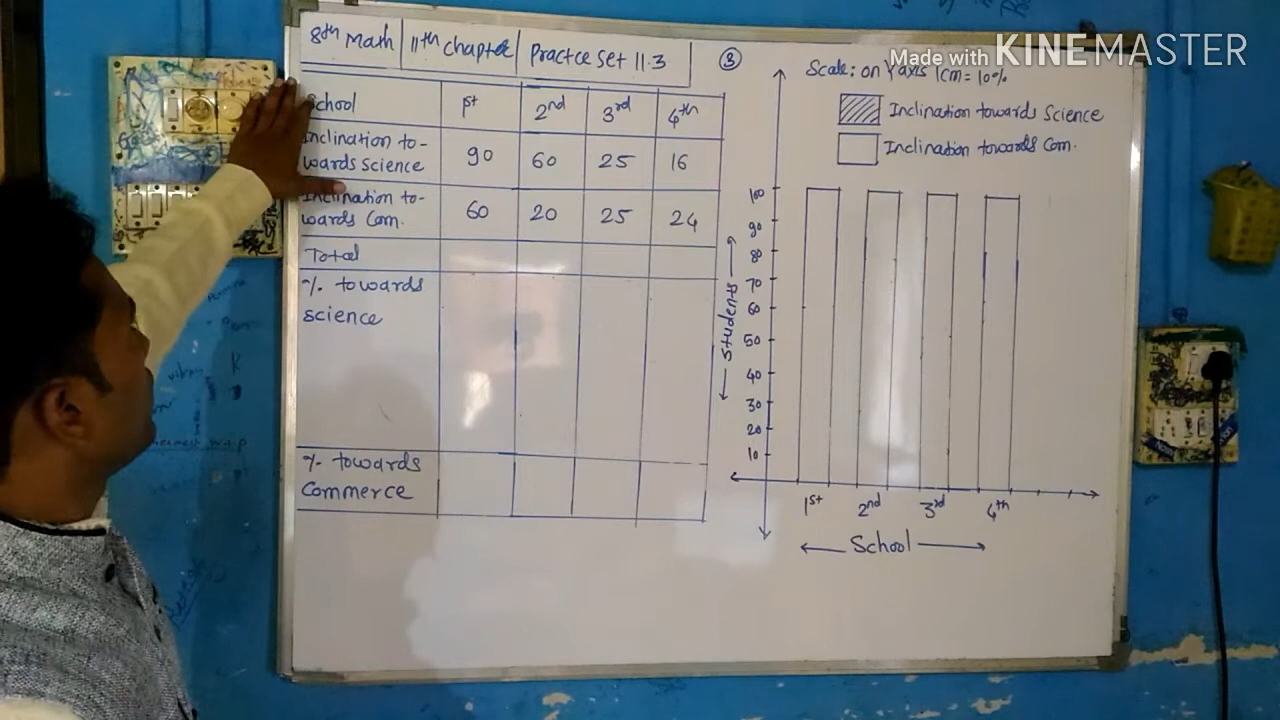 Made with KINEMASTER
8th Math | 11th chapter | Practce Set 11.3
School 1st 2nd 3rd 4th
Inclination to-
wards science 90 60 25 16
Inclination to-
wards Com. 60 20 25 24
Total
% towards
science
% towards
Commerce
3
Scale: on Y axis 1cm = 10%
Inclination towards Science
Inclination towards Com.
100
90
80
70
60
50
40
30
20
10
Students
1st 2nd 3rd 4th
School